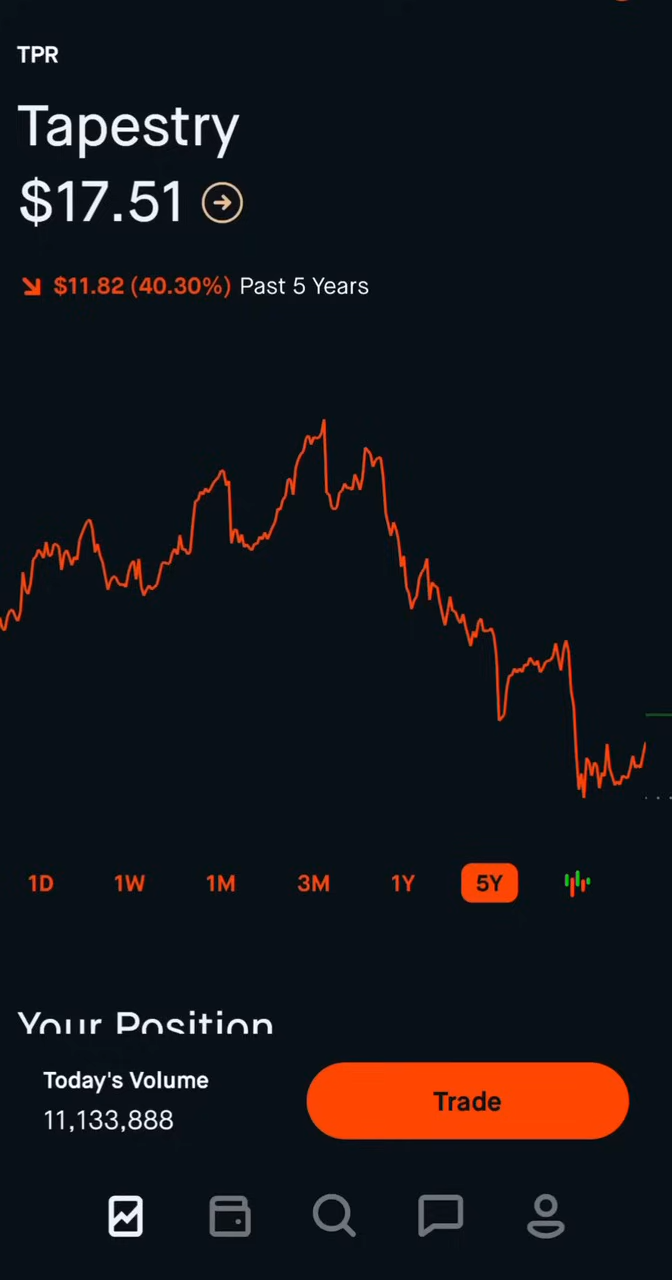 TPR
Tapestry
$17.51
$11.82 (40.30%) Past 5 Years
1D 1W 1M 3M 1Y 5Y
Your Position
Today's Volume
11,133,888
Trade